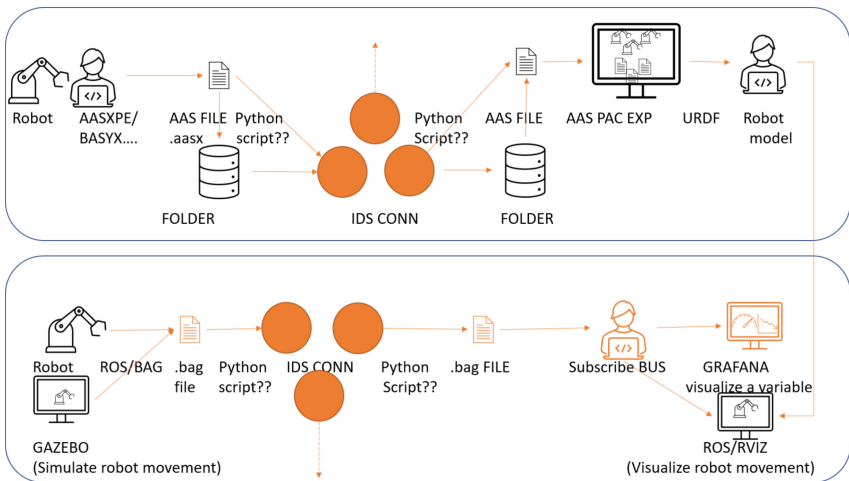 Robot
AASXPE/
BASYX....
AAS FILE
.aasx
Python
script??
Python
Script??
AAS FILE
AAS PAC EXP
URDF
Robot
model
FOLDER
IDS CONN
FOLDER
Robot
ROS/BAG
.bag
file
Python
script??
IDS CONN
Python
Script??
.bag FILE
Subscribe BUS
GRAFANA
visualize a variable
GAZEBO
(Simulate robot movement)
ROS/RVIZ
(Visualize robot movement)